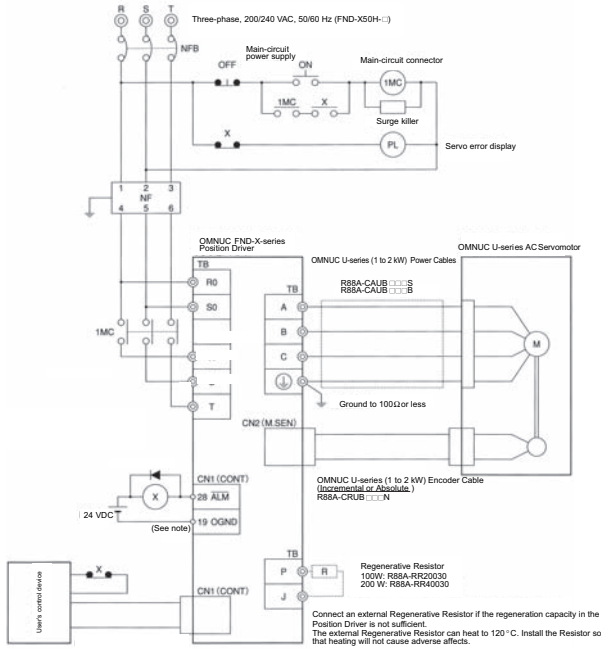 R S T
Three-phase, 200/240 VAC, 50/60 Hz (FND-X50H-□)
NFB
Main-circuit
power supply
Main-circuit connector
OFF
ON
1MC
1MC
X
Surge killer
X
PL
Servo error display
1 2 3
NF
4 5 6
OMNUC FND-X-series
Position Driver
OMNUC U-series (1 to 2 kW) Power Cables
OMNUC U-series AC Servomotor
TB
R0
S0
TB
R88A-CAUB□□□S
R88A-CAUB□□□B
A
B
C
M
1MC
T
Ground to 100Ω or less
CN2 (M.SEN)
CN1 (CONT)
OMNUC U-series (1 to 2 kW) Encoder Cable
(Incremental or Absolute )
R88A-CRUB□□□N
X
28 ALM
24 VDC
(See note)
19 OGND
TB
P
R
J
Regenerative Resistor
100W: R88A-RR20030
200 W: R88A-RR40030
X
CN1 (CONT)
User's control device
Connect an external Regenerative Resistor if the regeneration capacity in the
Position Driver is not sufficient.
The external Regenerative Resistor can heat to 120°C. Install the Resistor so
that heating will not cause adverse affects.